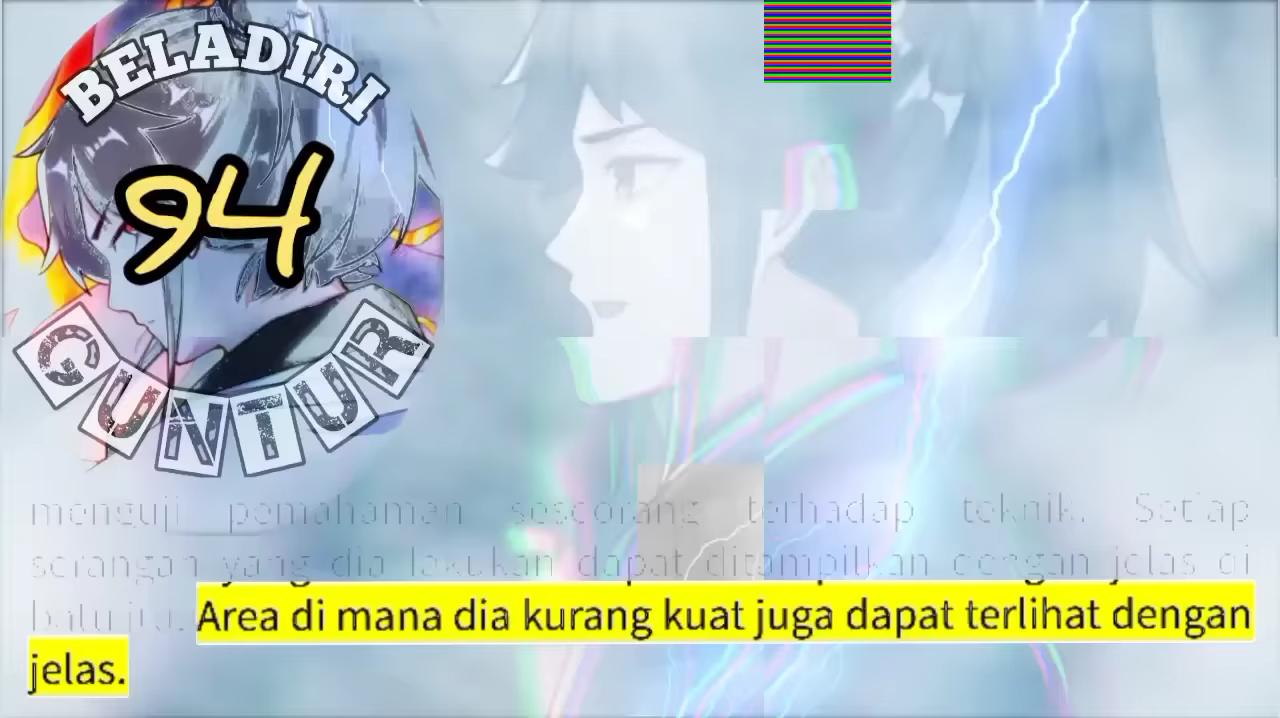 BELADIRI
94
GUNTUR
menguji pemahaman seseorang terhadap teknik. Setiap
serangan yang dia lakukan dapat ditampilkan dengan jelas di
batu itu. Area di mana dia kurang kuat juga dapat terlihat dengan
jelas.